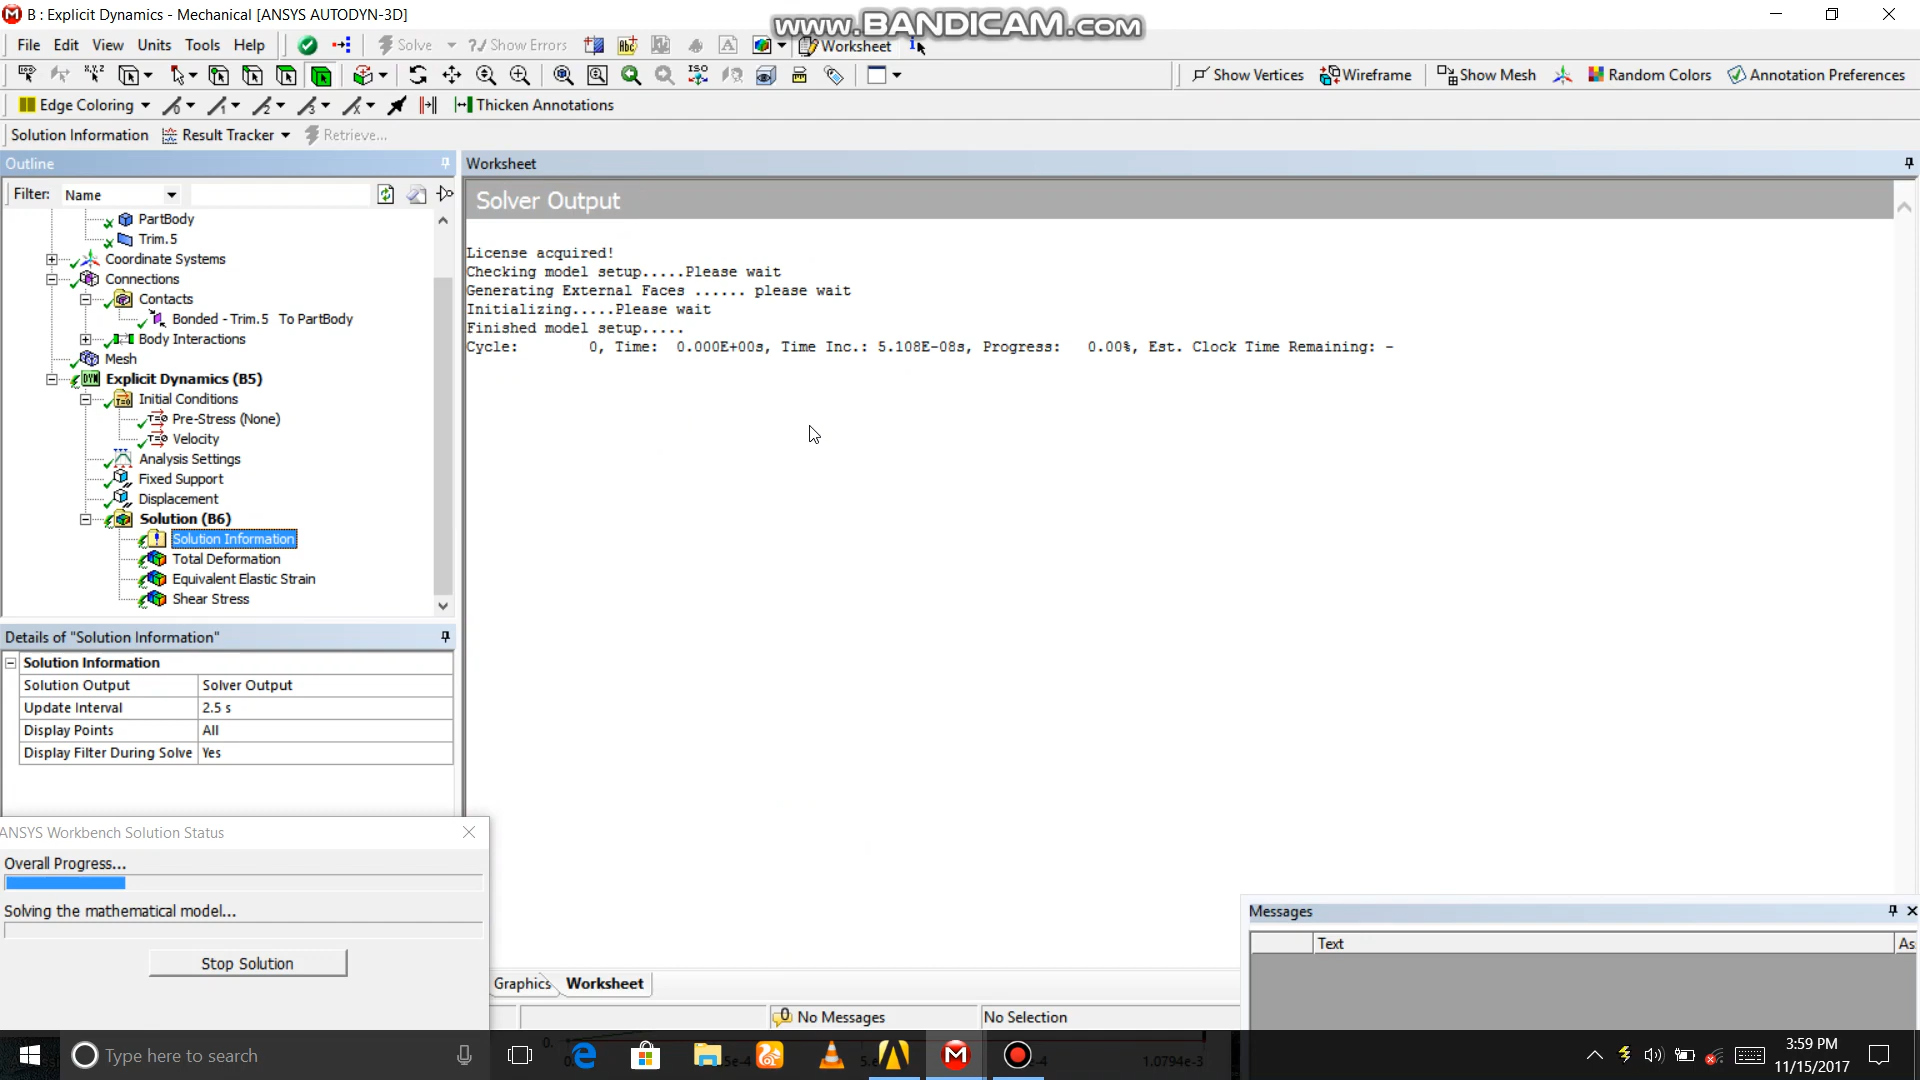 B : Explicit Dynamics - Mechanical [ANSYS AUTODYN-3D]
www.BANDICAM.com
File Edit View Units Tools Help Solve ?/ Show Errors Worksheet
Show Vertices Wireframe Show Mesh Random Colors Annotation Preferences
Edge Coloring Thicken Annotations
Solution Information Result Tracker Retrieve...
Outline
Worksheet
Filter: Name
Solver Output
PartBody
Trim.5
Coordinate Systems
Connections
Contacts
Bonded - Trim.5 To PartBody
Body Interactions
Mesh
Explicit Dynamics (B5)
Initial Conditions
Pre-Stress (None)
Velocity
Analysis Settings
Fixed Support
Displacement
Solution (B6)
Solution Information
Total Deformation
Equivalent Elastic Strain
Shear Stress
License acquired!
Checking model setup.....Please wait
Generating External Faces ...... please wait
Initializing.....Please wait
Finished model setup.....
Cycle: 0, Time: 0.000E+00s, Time Inc.: 5.108E-08s, Progress: 0.00%, Est. Clock Time Remaining: -
Details of "Solution Information"
Solution Information
Solution Output Solver Output
Update Interval 2.5 s
Display Points All
Display Filter During Solve Yes
ANSYS Workbench Solution Status
Overall Progress...
Solving the mathematical model...
Stop Solution
Messages
Text As
Graphics Worksheet
0 No Messages No Selection
Type here to search
1.0794e-3
3:59 PM
11/15/2017